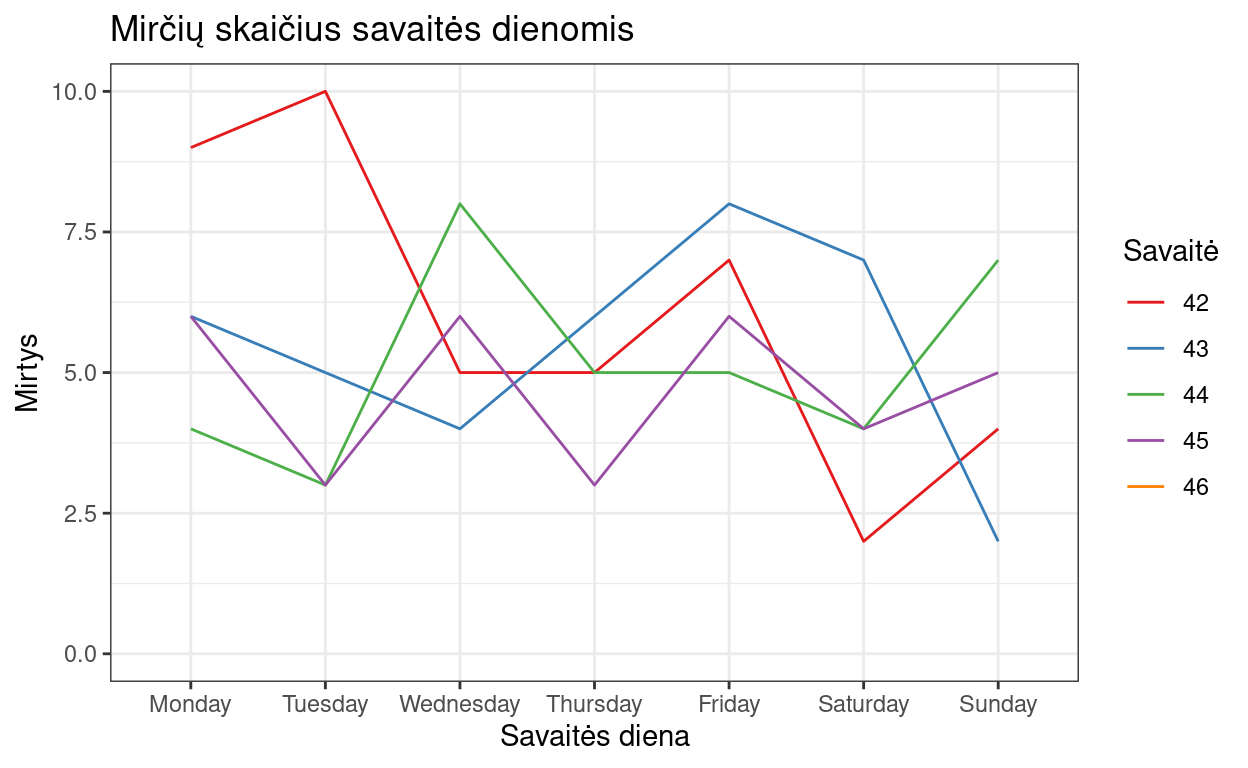 Mirčių skaičius savaitės dienomis
10.0
7.5
5.0
2.5
0.0
Mirtys
Monday Tuesday Wednesday Thursday Friday Saturday Sunday
Savaitės diena
Savaitė
42
43
44
45
46